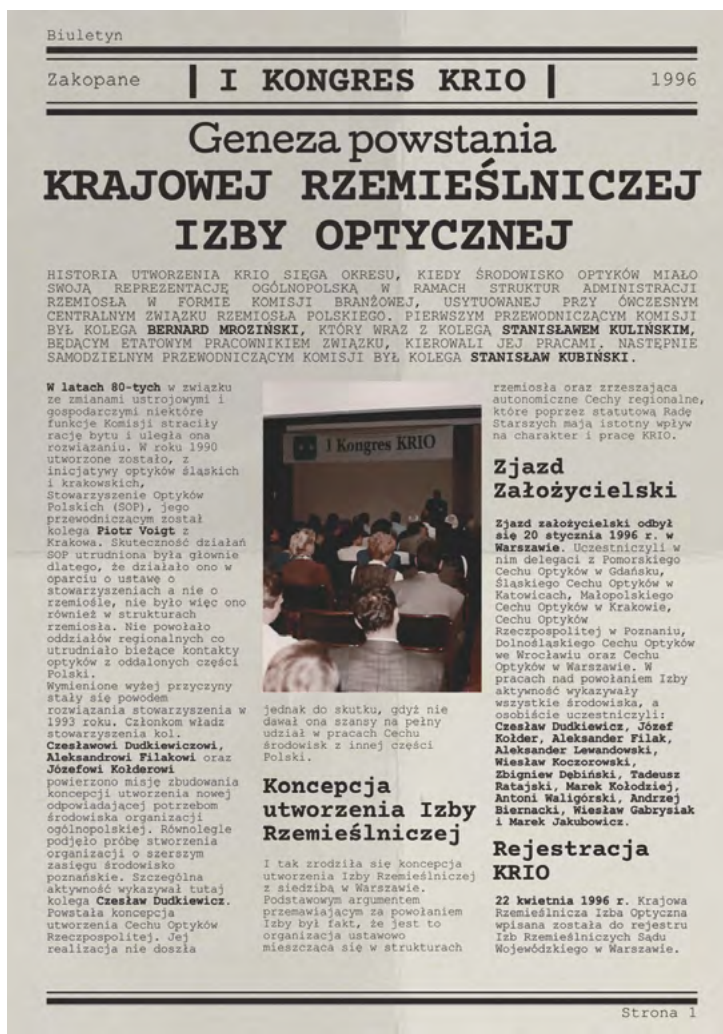 Biuletyn
Zakopane
I KONGRES KRIO
1996
Geneza powstania
KRAJOWEJ RZEMIEŚLNICZEJ
IZBY OPTYCZNEJ
HISTORIA UTWORZENIA KRIO SIĘGA OKRESU, KIEDY ŚRODOWISKO OPTYKÓW MIAŁO
SWOJĄ REPREZENTACJĘ OGÓLNOPOLSKĄ W RAMACH STRUKTUR ADMINISTRACJI
RZEMIOSŁA W FORMIE KOMISJI BRANŻOWEJ, USYTUOWANEJ PRZY ÓWCZESNYM
CENTRALNYM ZWIĄZKU RZEMIOSŁA POLSKIEGO. PIERWSZYM PRZEWODNICZĄCYM KOMISJI
BYŁ KOLEGA BERNARD MROZIŃSKI, KTÓRY WRAZ Z KOLEGĄ STANISŁAWEM KULIŃSKIM,
BĘDĄCYM ETATOWYM PRACOWNIKIEM ZWIĄZKU, KIEROWALI JEJ PRACAMI. NASTĘPNIE
SAMODZIELNYM PRZEWODNICZĄCYM KOMISJI BYŁ KOLEGA STANISŁAW KUBIŃSKI.
W latach 80-tych w związku
ze zmianami ustrojowymi i
gospodarczymi niektóre
funkcje Komisji straciły
rację bytu i uległa ona
rozwiązaniu. W roku 1990
utworzone zostało, z
inicjatywy optyków śląskich
i krakowskich,
Stowarzyszenie Optyków
Polskich (SOP), jego
przewodniczącym został
kolega Piotr Voigt z
Krakowa. Skuteczność działań
SOP utrudniona była głownie
dlatego, że działało ono w
oparciu o ustawę o
stowarzyszeniach a nie o
rzemiośle, nie było więc ono
również w strukturach
rzemiosła. Nie powołało
oddziałów regionalnych co
utrudniało bieżące kontakty
optyków z oddalonych części
Polski.
Wymienione wyżej przyczyny
stały się powodem
rozwiązania stowarzyszenia w
1993 roku. Członkom władz
stowarzyszenia kol.
Czesławowi Dudkiewiczowi,
Aleksandrowi Filakowi oraz
Józefowi Kołderowi
powierzono misję zbudowania
koncepcji utworzenia nowej
odpowiadającej potrzebom
środowiska organizacji
ogólnopolskiej. Równolegle
podjęło próbę stworzenia
organizacji o szerszym
zasięgu środowisko
poznańskie. Szczególna
aktywność wykazywał tutaj
kolega Czesław Dudkiewicz.
Powstała koncepcja
utworzenia Cechu Optyków
Rzeczpospolitej. Jej
realizacja nie doszła
I Kongres KRIO
jednak do skutku, gdyż nie
dawał ona szansy na pełny
udział w pracach Cechu
środowisk z innej części
Polski.
Koncepcja
utworzenia Izby
Rzemieślniczej
I tak zrodziła się koncepcja
utworzenia Izby Rzemieślniczej
z siedzibą w Warszawie.
Podstawowym argumentem
przemawiającym za powołaniem
Izby był fakt, że jest to
organizacja ustawowo
mieszcząca się w strukturach
rzemiosła oraz zrzeszająca
autonomiczne Cechy regionalne,
które poprzez statutową Radę
Starszych mają istotny wpływ
na charakter i pracę KRIO.
Zjazd
Założycielski
Zjazd założycielski odbył
się 20 stycznia 1996 r. w
Warszawie. Uczestniczyli w
nim delegaci z Pomorskiego
Cechu Optyków w Gdańsku,
Śląskiego Cechu Optyków w
Katowicach, Małopolskiego
Cechu Optyków w Krakowie,
Cechu Optyków
Rzeczpospolitej w Poznaniu,
Dolnośląskiego Cechu Optyków
we Wrocławiu oraz Cechu
Optyków w Warszawie. W
pracach nad powołaniem Izby
aktywność wykazywały
wszystkie środowiska, a
osobiście uczestniczyli:
Czesław Dudkiewicz, Józef
Kołder, Aleksander Filak,
Aleksander Lewandowski,
Wiesław Koczorowski,
Zbigniew Dębiński, Tadeusz
Ratajski, Marek Kołodziej,
Antoni Waligórski, Andrzej
Biernacki, Wiesław Gabrysiak
i Marek Jakubowicz.
Rejestracja
KRIO
22 kwietnia 1996 r. Krajowa
Rzemieślnicza Izba Optyczna
wpisana została do rejestru
Izb Rzemieślniczych Sądu
Wojewódzkiego w Warszawie.
Strona 1